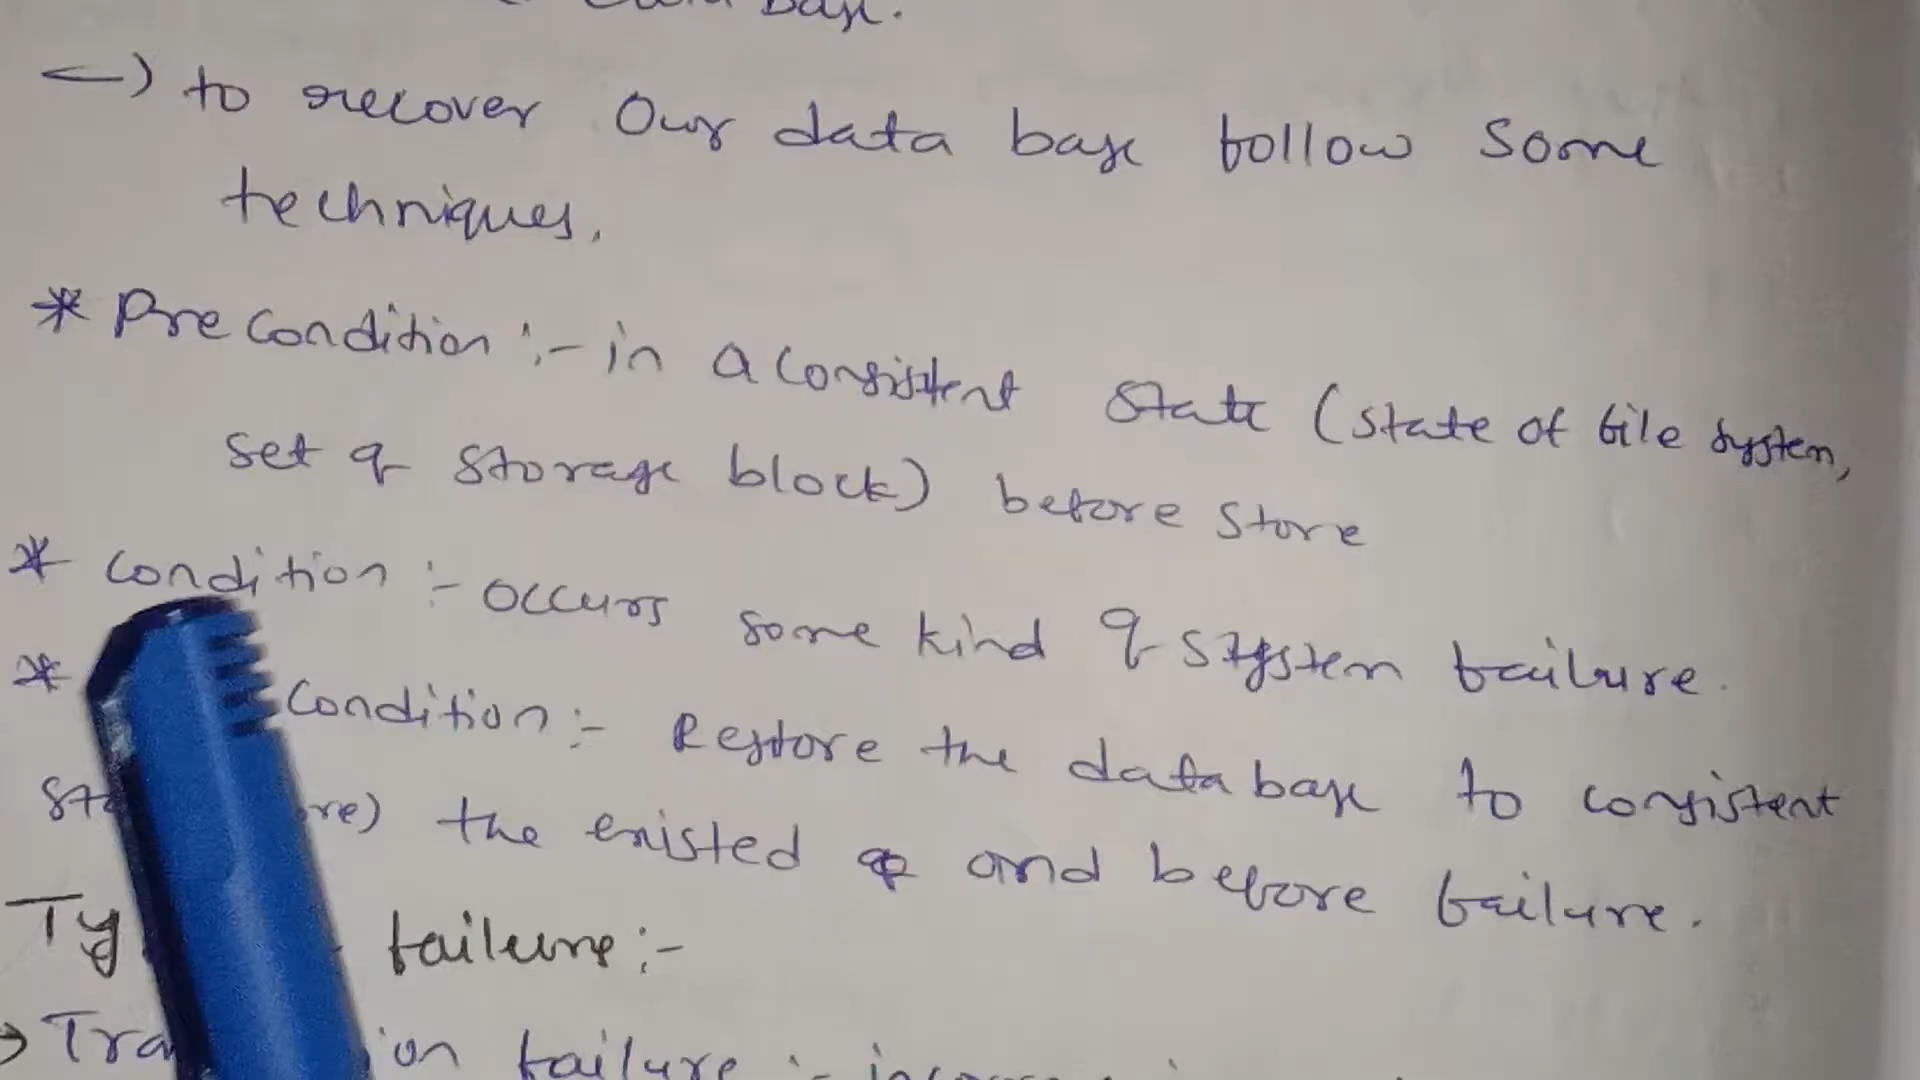 base.
to recover Our data base follow some
techniques.
* Pre condition :- in a consistent state (state of file system,
set of storage block) before store
* condition :- occurs some kind of system failure.
* condition :- Restore the data base to consistent
re) the existed and before failure.
failure :-
failure :-